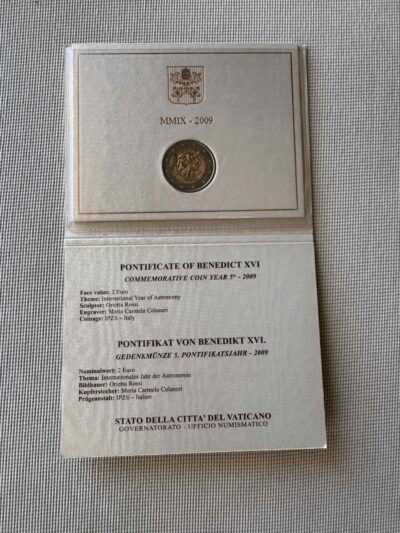 MMIX - 2009
PONTIFICATE OF BENEDICT XVI
COMMEMORATIVE COIN YEAR 5° - 2009
Face value: 2 Euro
Theme: International Year of Astronomy
Sculptor: Orietta Rossi
Engraver: Maria Carmela Colaneri
Coinage: IPZS – Italy
PONTIFIKAT VON BENEDIKT XVI.
GEDENKMÜNZE 5. PONTIFIKATSJAHR - 2009
Nominalwert: 2 Euro
Thema: Internationales Jahr der Astronomie
Bildhauer: Orietta Rossi
Kupferstecher: Maria Carmela Colaneri
Prägeanstalt: IPZS – Italien
STATO DELLA CITTA' DEL VATICANO
GOVERNATORATO - UFFICIO NUMISMATICO